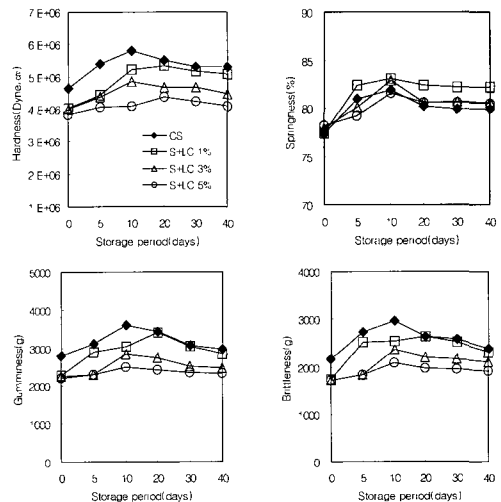 7 E+06
6 E+06
5 E+06
4 E+06
3 E+06
2 E+06
1 E+06
Hardness(Dyne/㎠)
CS
S+LC 1%
S+LC 3%
S+LC 5%
0 5 10 20 30 40
Storage period(days)
90
85
80
75
70
Springness(%)
0 5 10 20 30 40
Storage period(days)
5000
4000
3000
2000
1000
0
Gumminess(g)
0 5 10 20 30 40
Storage period(days)
4000
3000
2000
1000
0
Brittleness(g)
0 5 10 20 30 40
Storage period(days)